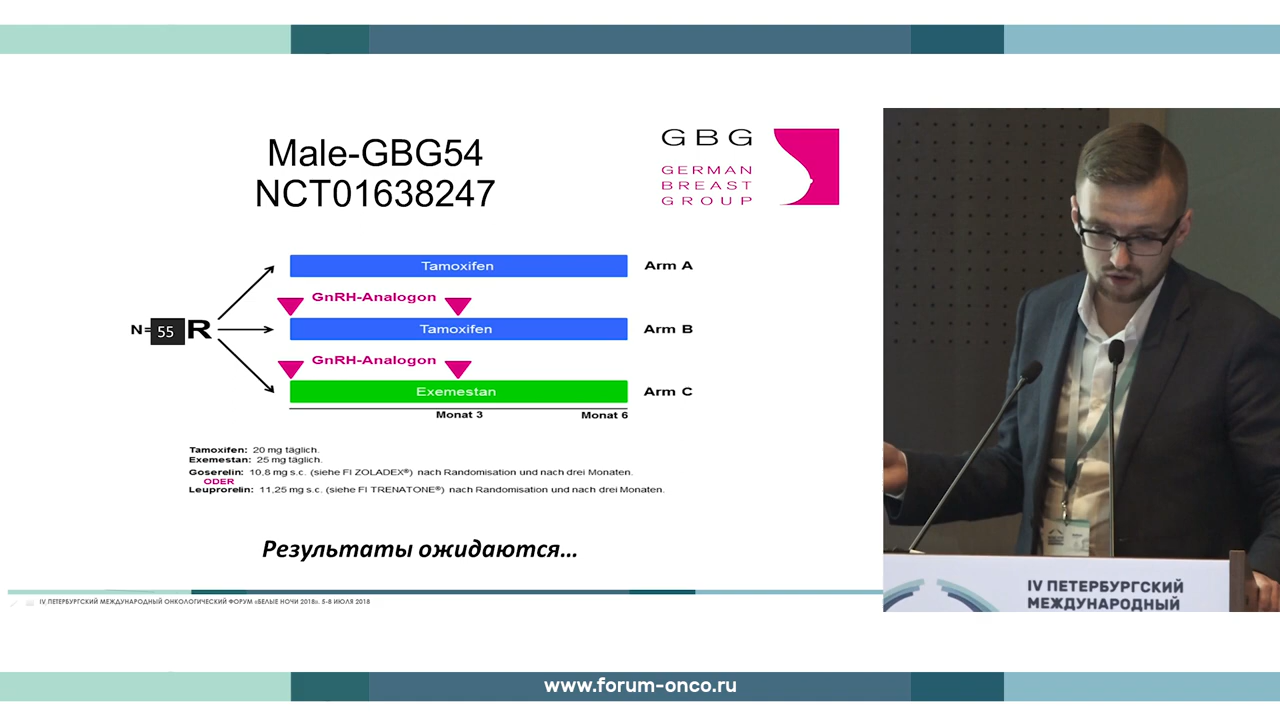 Male-GBG54
NCT01638247
GBG
GERMAN
BREAST
GROUP
Tamoxifen
Arm A
GnRH-Analogon
N=55 R
Tamoxifen
Arm B
GnRH-Analogon
Exemestan
Arm C
Monat 3
Monat 6
Tamoxifen: 20 mg täglich.
Exemestan: 25 mg täglich.
Goserelin: 10,8 mg s.c. (siehe FI ZOLADEX®) nach Randomisation und nach drei Monaten.
ODER
Leuprorelin: 11,25 mg s.c. (siehe FI TRENATONE®) nach Randomisation und nach drei Monaten.
Результаты ожидаются...
IV ПЕТЕРБУРГСКИЙ МЕЖДУНАРОДНЫЙ ОНКОЛОГИЧЕСКИЙ ФОРУМ «БЕЛЫЕ НОЧИ 2018». 5-8 ИЮЛЯ 2018
IV ПЕТЕРБУРГСКИЙ
МЕЖДУНАРОДНЫЙ
www.forum-onco.ru